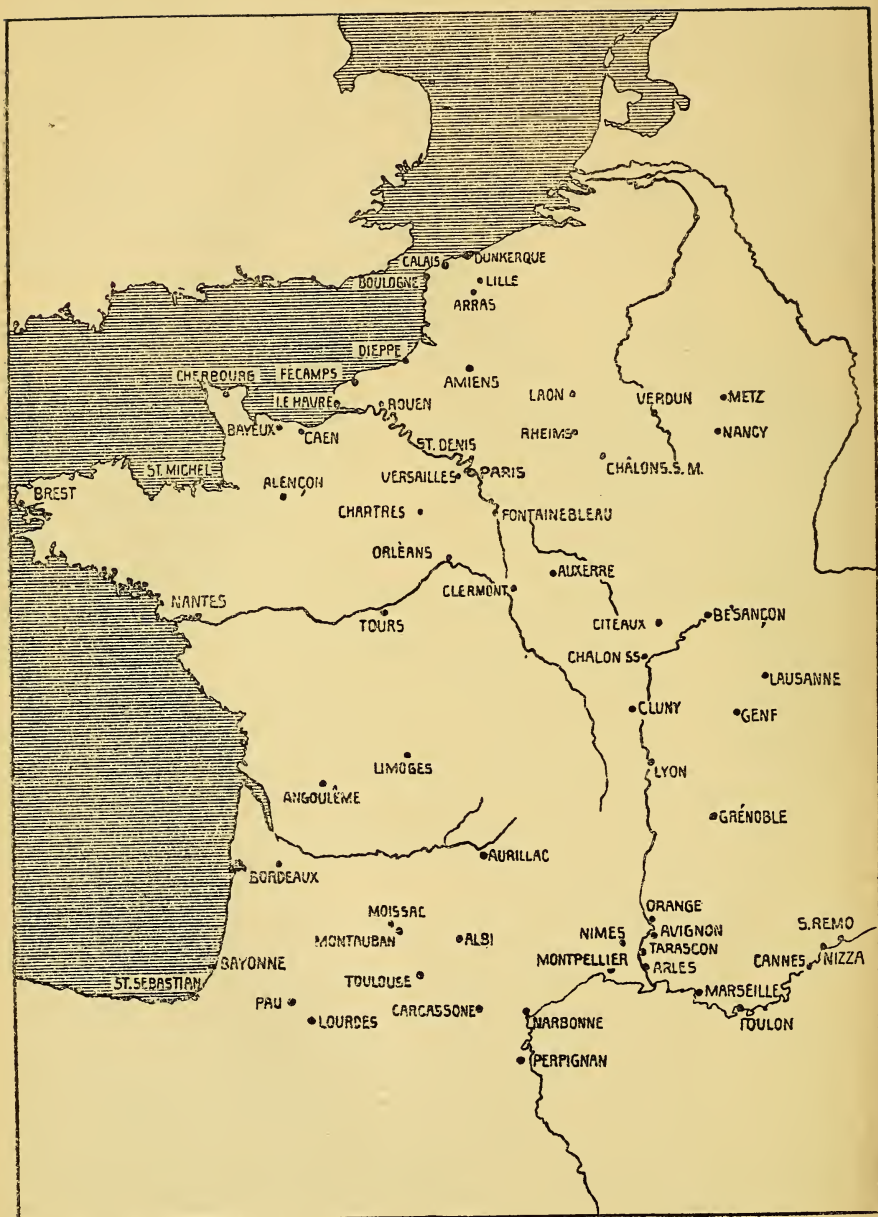 CALAIS
DUNKERQUE
BOULOGNE
LILLE
ARRAS
DIEPPE
CHERBOURG
FÉCAMPS
AMIENS
LE HAVRE
ROUEN
LAON
VERDUN
METZ
BAYEUX
CAEN
ST. DENIS
RHEIMS
NANCY
ST. MICHEL
VERSAILLES
PARIS
CHÂLONS. S. M.
BREST
ALENÇON
CHARTRES
FONTAINEBLEAU
ORLÈANS
AUXERRE
NANTES
CLERMONT
TOURS
CITEAUX
BESANÇON
CHALON SS
LAUSANNE
CLUNY
GENF
LIMOGES
LYON
ANGOULÊME
GRÉNOBLE
AURILLAC
BORDEAUX
MOISSAC
ORANGE
MONTAUBAN
ALBI
NIMES
AVIGNON
S. REMO
TARASCON
BAYONNE
MONTPELLIER
ARLES
CANNES
NIZZA
ST. SEBASTIAN
TOULOUSE
MARSEILLE
PAU
LOURDES
CARCASSONE
NARBONNE
TOULON
PERPIGNAN